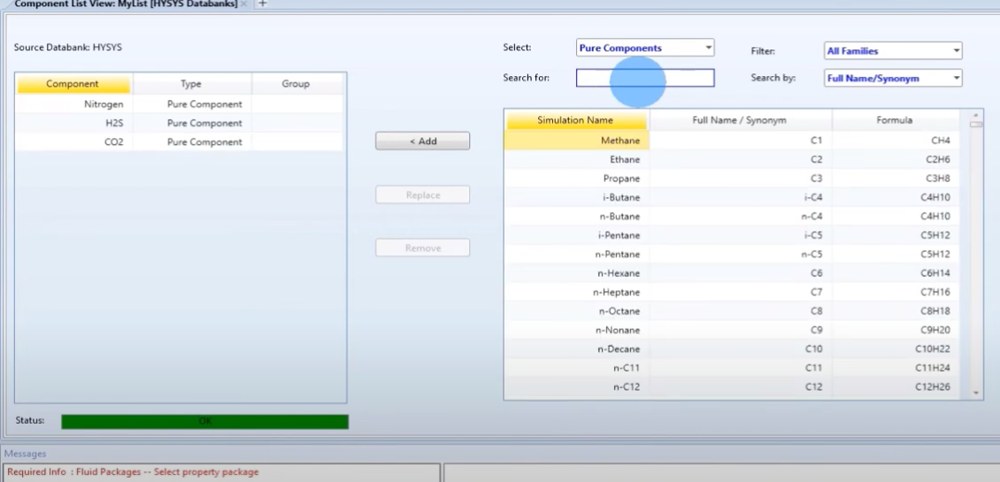 Component List View: MyList [HYSYS Databanks] × +
Source Databank: HYSYS
Select: Pure Components Filter: All Families
Search for: Search by: Full Name/Synonym
Component Type Group
Nitrogen Pure Component
H2S Pure Component
CO2 Pure Component
< Add
Replace
Remove
Simulation Name Full Name / Synonym Formula
Methane C1 CH4
Ethane C2 C2H6
Propane C3 C3H8
i-Butane i-C4 C4H10
n-Butane n-C4 C4H10
i-Pentane i-C5 C5H12
n-Pentane n-C5 C5H12
n-Hexane C6 C6H14
n-Heptane C7 C7H16
n-Octane C8 C8H18
n-Nonane C9 C9H20
n-Decane C10 C10H22
n-C11 C11 C11H24
n-C12 C12 C12H26
Status: OK
Messages
Required Info : Fluid Packages -- Select property package